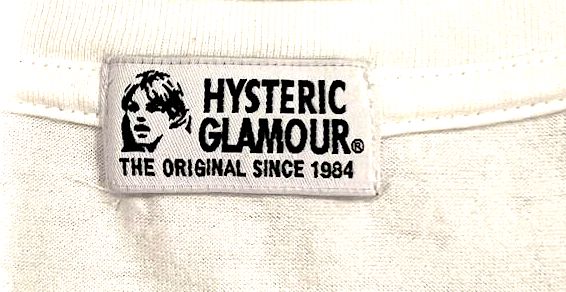 HYSTERIC
GLAMOUR®
THE ORIGINAL SINCE 1984